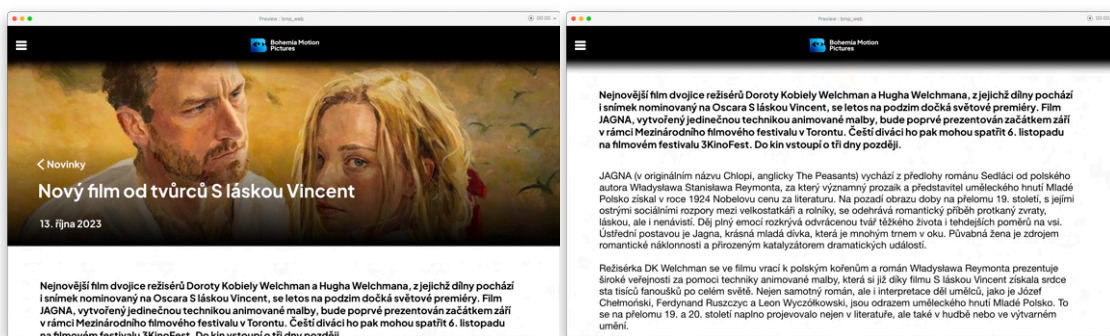 Preview : bmp_web
00:00
Bohemia Motion
Pictures
Novinky
Nový film od tvůrců S láskou Vincent
13. října 2023
Nejnovější film dvojice režisérů Doroty Kobiely Welchman a Hugha Welchmana, z jejichž dílny pochází
i snímek nominovaný na Oscara S láskou Vincent, se letos na podzim dočká světové premiéry. Film
JAGNA, vytvořený jedinečnou technikou animované malby, bude poprvé prezentován začátkem září
v rámci Mezinárodního filmového festivalu v Torontu. Čeští diváci ho pak mohou spatřit 6. listopadu
na filmovém festivalu 3KinoFest. Do kin vstoupí o tři dny později.
Preview : bmp_web
00:00
Bohemia Motion
Pictures
Nejnovější film dvojice režisérů Doroty Kobiely Welchman a Hugha Welchmana, z jejichž dílny pochází
i snímek nominovaný na Oscara S láskou Vincent, se letos na podzim dočká světové premiéry. Film
JAGNA, vytvořený jedinečnou technikou animované malby, bude poprvé prezentován začátkem září
v rámci Mezinárodního filmového festivalu v Torontu. Čeští diváci ho pak mohou spatřit 6. listopadu
na filmovém festivalu 3KinoFest. Do kin vstoupí o tři dny později.
JAGNA (v originálním názvu Chlopi, anglicky The Peasants) vychází z předlohy románu Sedláci od polského
autora Władysława Stanisława Reymonta, za který významný prozaik a představitel uměleckého hnutí Mladé
Polsko získal v roce 1924 Nobelovu cenu za literaturu. Na pozadí obrazu doby na přelomu 19. století, s jejími
ostrými sociálními rozpory mezi velkostatkáři a rolníky, se odehrává romantický příběh protkaný zvraty,
láskou, ale i nenávistí. Děj plný emocí rozkrývá odvrácenou tvář těžkého života i tehdejších poměrů na vsi.
Ústřední postavou je Jagna, krásná mladá dívka, která je mnohým trnem v oku. Půvabná žena je zdrojem
romantické náklonnosti a přirozeným katalyzátorem dramatických událostí.
Režisérka DK Welchman se ve filmu vrací k polským kořenům a román Władysława Reymonta prezentuje
široké veřejnosti za pomoci techniky animované malby, která si již díky filmu S láskou Vincent získala srdce
sta tisíců fanoušků po celém světě. Nejen samotný román, ale i interpretace děl umělců, jako je Józef
Chełmoński, Ferdynand Ruszczyc a Leon Wyczółkowski, jsou odrazem uměleckého hnutí Mladé Polsko. To
se na přelomu 19. a 20. století naplno projevovalo nejen v literatuře, ale také v hudbě nebo ve výtvarném
umění.